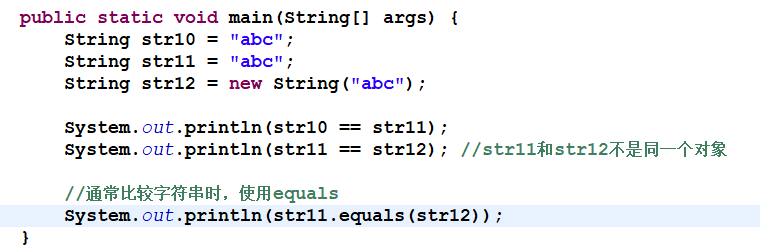 public static void main(String[] args) {
String str10 = "abc";
String str11 = "abc";
String str12 = new String("abc");
System.out.println(str10 == str11);
System.out.println(str11 == str12); //str11和str12不是同一个对象
//通常比较字符串时，使用equals
System.out.println(str11.equals(str12));
}